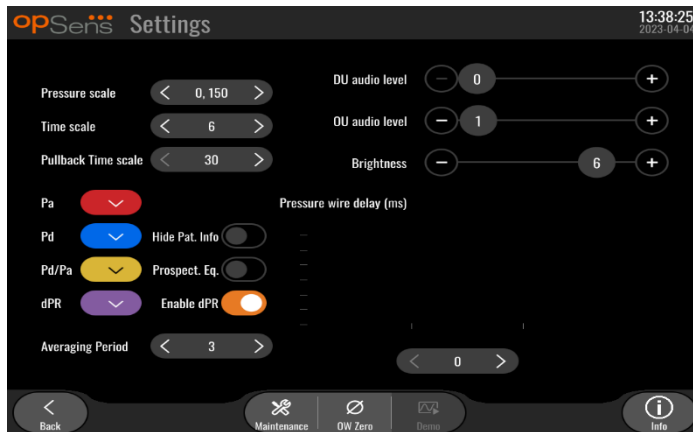 opSens Settings
13:38:25
2023-04-04
Pressure scale 0, 150
Time scale 6
Pullback Time scale 30
DU audio level 0
OU audio level 1
Brightness 6
Pa
Pressure wire delay (ms)
Pd
Hide Pat. Info
Pd/Pa
Prospect. Eq.
dPR
Enable dPR
Averaging Period 3
0
Back
Maintenance
OW Zero
Demo
Info